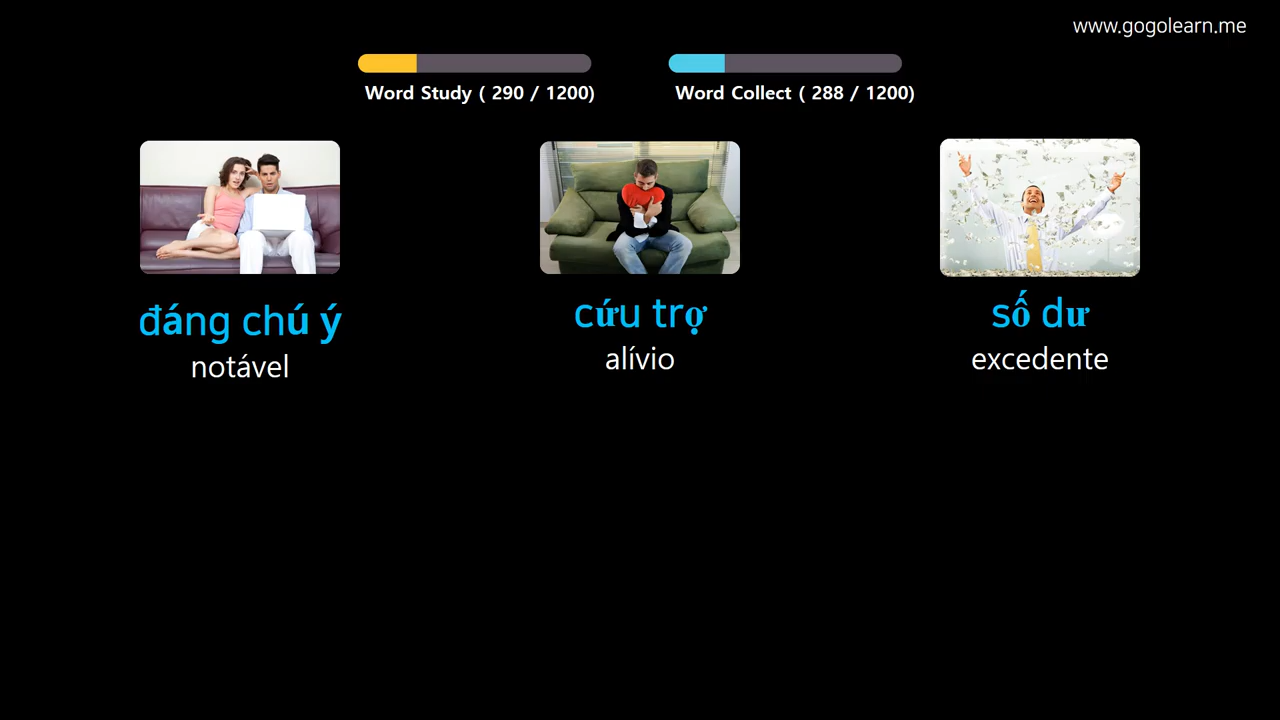 www.gogolearn.me
Word Study ( 290 / 1200)
Word Collect ( 288 / 1200)
đáng chú ý
notável
cứu trợ
alívio
số dư
excedente